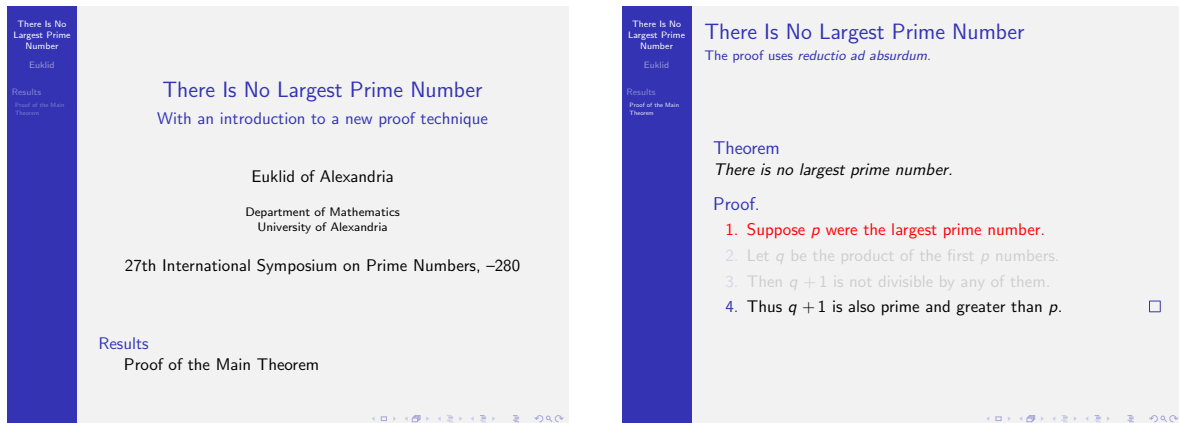 There Is No
Largest Prime
Number
Euklid
Results
Proof of the Main
Theorem
There Is No Largest Prime Number
With an introduction to a new proof technique
Euklid of Alexandria
Department of Mathematics
University of Alexandria
27th International Symposium on Prime Numbers, –280
Results
Proof of the Main Theorem
There Is No
Largest Prime
Number
Euklid
Results
Proof of the Main
Theorem
There Is No Largest Prime Number
The proof uses reductio ad absurdum.
Theorem
There is no largest prime number.
Proof.
1. Suppose p were the largest prime number.
2. Let q be the product of the first p numbers.
3. Then q + 1 is not divisible by any of them.
4. Thus q + 1 is also prime and greater than p. □